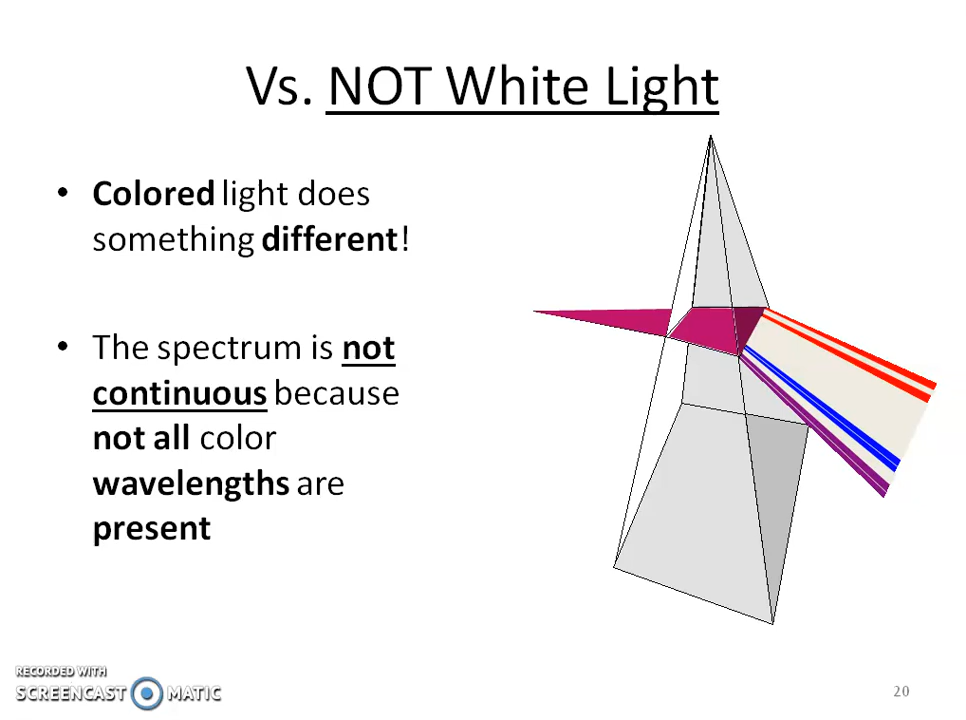 Vs. NOT White Light
• Colored light does
something different!
• The spectrum is not
continuous because
not all color
wavelengths are
present
RECORDED WITH
SCREENCAST MATIC
20